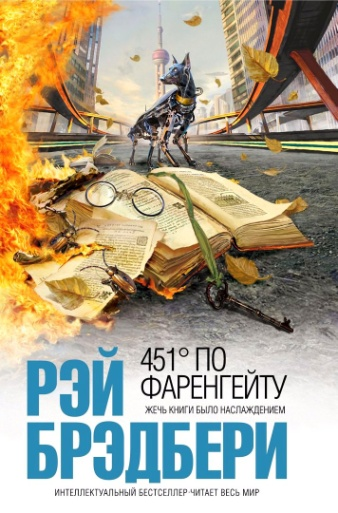 451° ПО
ФАРЕНГЕЙТУ
ЖЕЧЬ КНИГИ БЫЛО НАСЛАЖДЕНИЕМ
РЭЙ
БРЭДБЕРИ
ИНТЕЛЛЕКТУАЛЬНЫЙ БЕСТСЕЛЛЕР-ЧИТАЕТ ВЕСЬ МИР